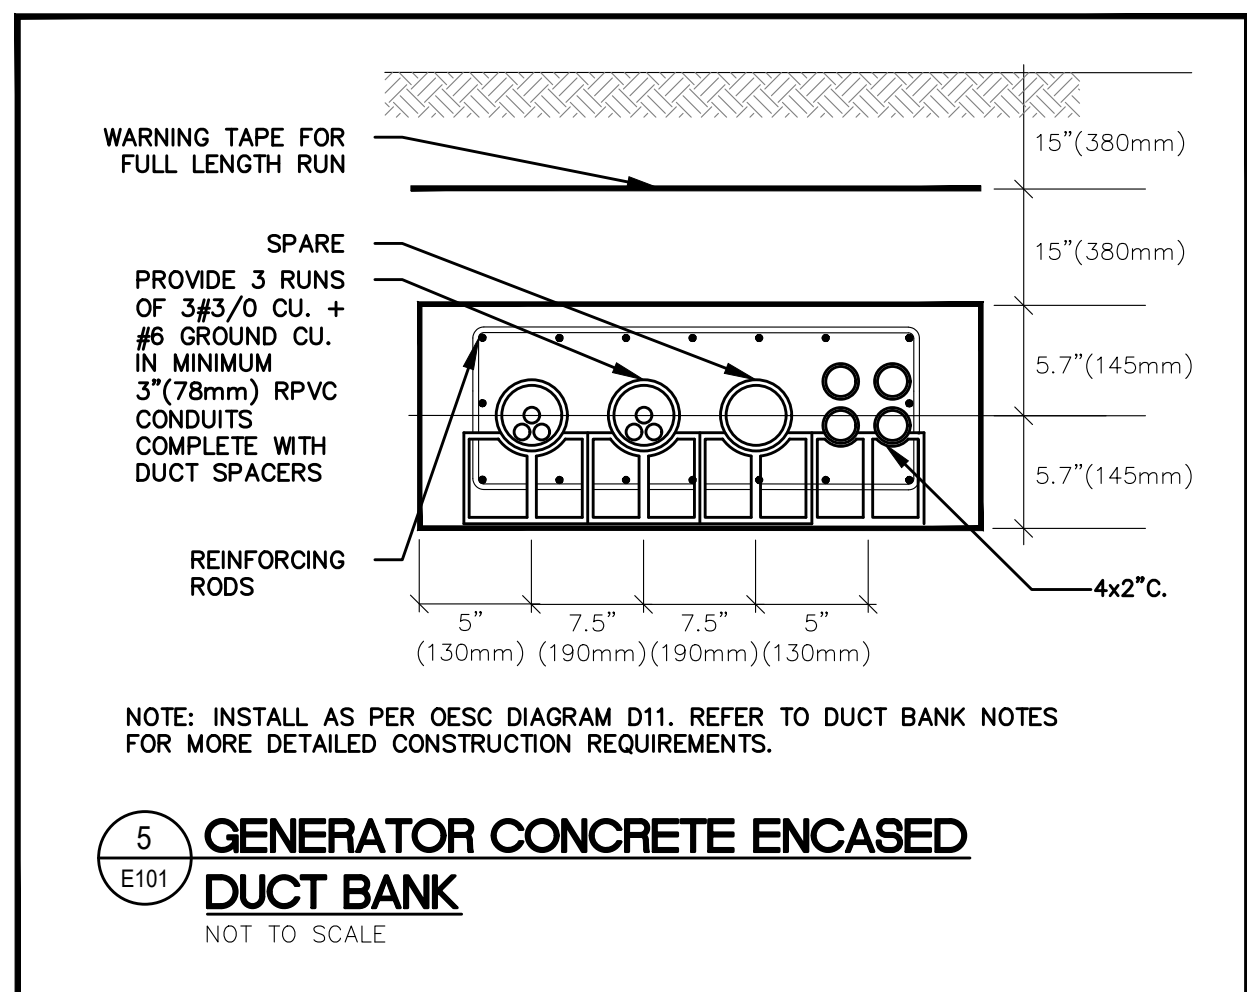 WARNING TAPE FOR
FULL LENGTH RUN
SPARE
PROVIDE 3 RUNS
OF 3#3/0 CU. +
#6 GROUND CU.
IN MINIMUM
3"(78mm) RPVC
CONDUITS
COMPLETE WITH
DUCT SPACERS
REINFORCING
RODS
15"(380mm)
15"(380mm)
5.7"(145mm)
5.7"(145mm)
4x2"C.
5" 7.5" 7.5" 5"
(130mm) (190mm) (190mm) (130mm)
NOTE: INSTALL AS PER OESC DIAGRAM D11. REFER TO DUCT BANK NOTES
FOR MORE DETAILED CONSTRUCTION REQUIREMENTS.
5
E101
GENERATOR CONCRETE ENCASED
DUCT BANK
NOT TO SCALE